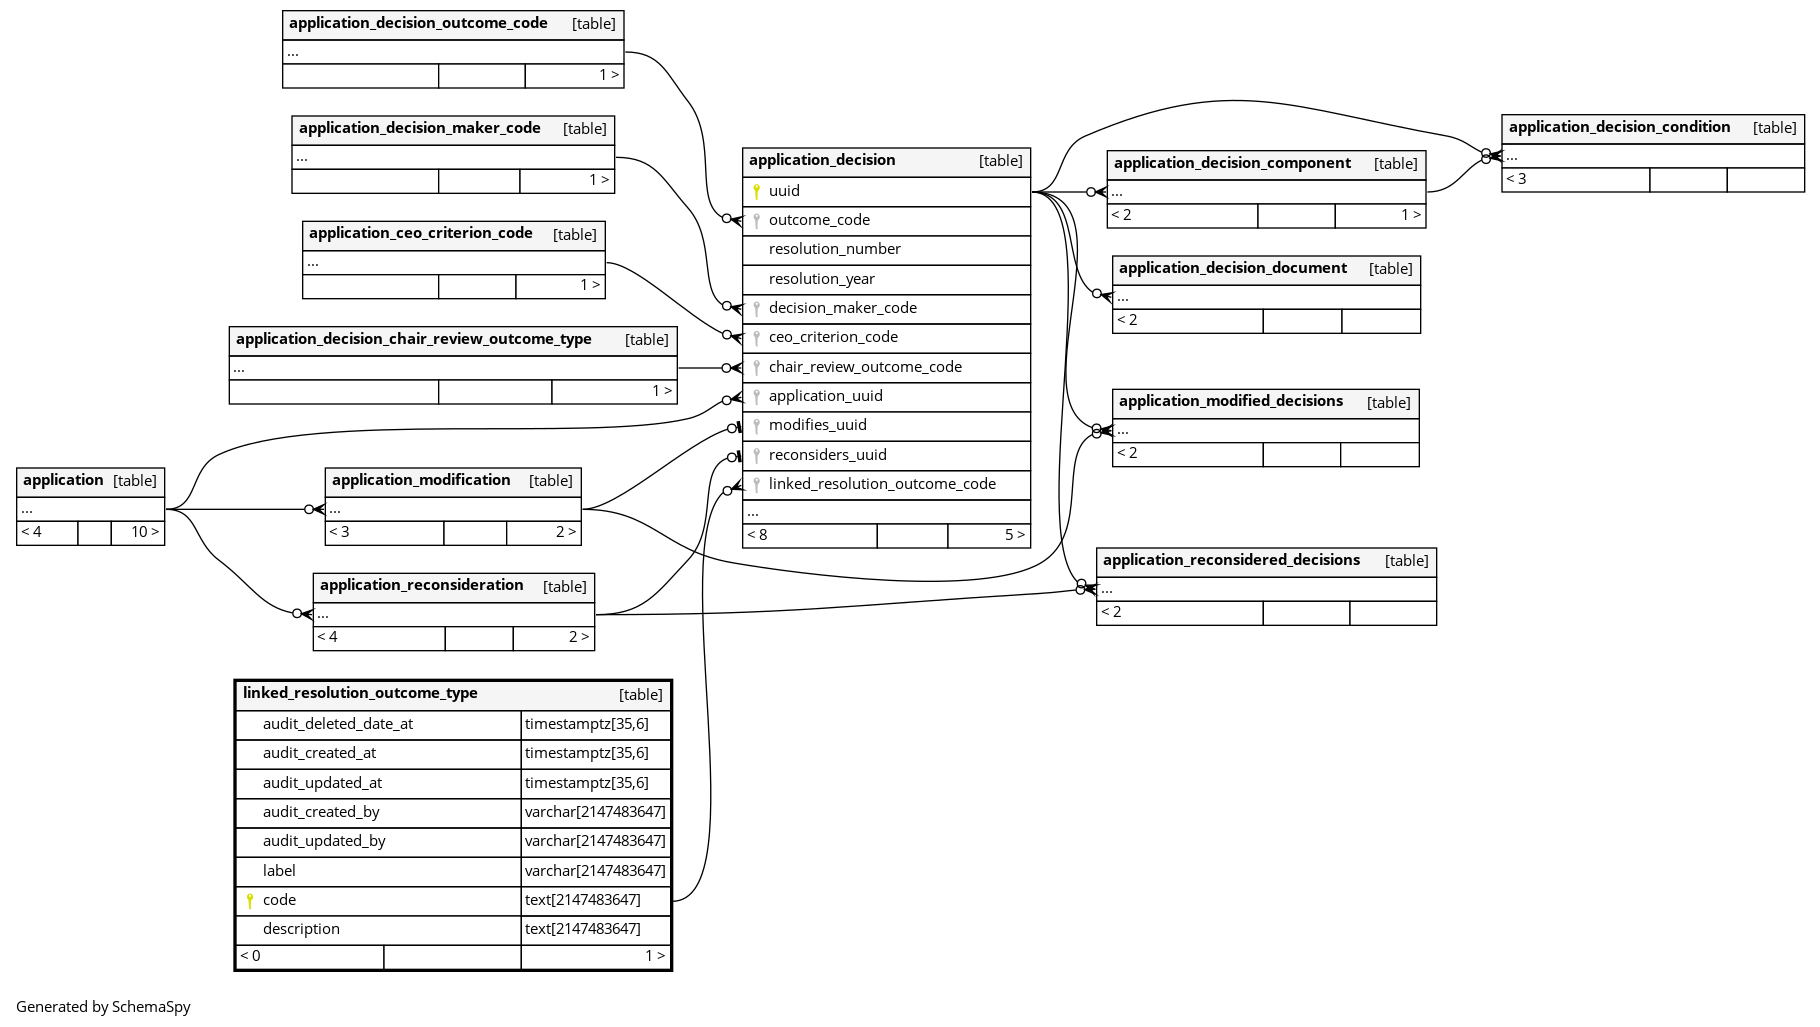 application_decision_outcome_code [table]
...
1 >
application_decision_maker_code [table]
...
1 >
application_ceo_criterion_code [table]
...
1 >
application_decision_chair_review_outcome_type [table]
...
1 >
application [table]
...
< 4 10 >
application_modification [table]
...
< 3 2 >
application_reconsideration [table]
...
< 4 2 >
linked_resolution_outcome_type [table]
audit_deleted_date_at timestamptz[35,6]
audit_created_at timestamptz[35,6]
audit_updated_at timestamptz[35,6]
audit_created_by varchar[2147483647]
audit_updated_by varchar[2147483647]
label varchar[2147483647]
code text[2147483647]
description text[2147483647]
< 0 1 >
application_decision [table]
uuid
outcome_code
resolution_number
resolution_year
decision_maker_code
ceo_criterion_code
chair_review_outcome_code
application_uuid
modifies_uuid
reconsiders_uuid
linked_resolution_outcome_code
...
< 8 5 >
application_decision_component [table]
...
< 2 1 >
application_decision_document [table]
...
< 2
application_modified_decisions [table]
...
< 2
application_reconsidered_decisions [table]
...
< 2
application_decision_condition [table]
...
< 3
Generated by SchemaSpy